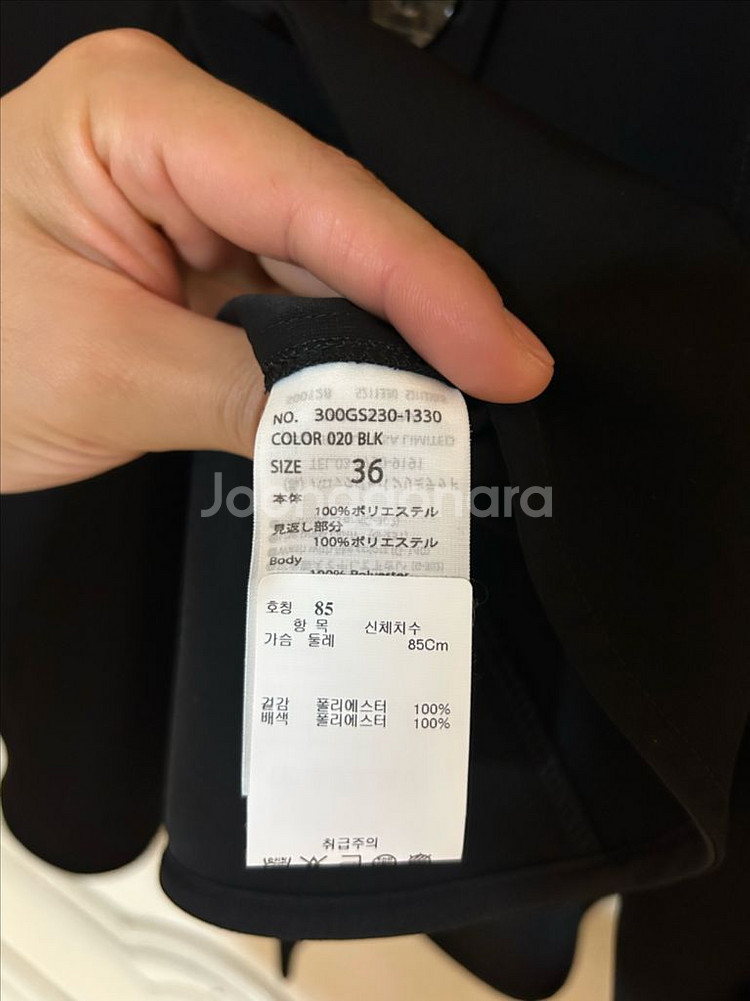 NO. 300GS230-1330
COLOR 020 BLK
SIZE 36
本体
100%ポリエステル
見返し部分
100%ポリエステル
Body
100% Polyester
Joonggonara
호칭 85
항 목 신체치수
가슴 둘레 85Cm
겉감 폴리에스터 100%
배색 폴리에스터 100%
취급주의